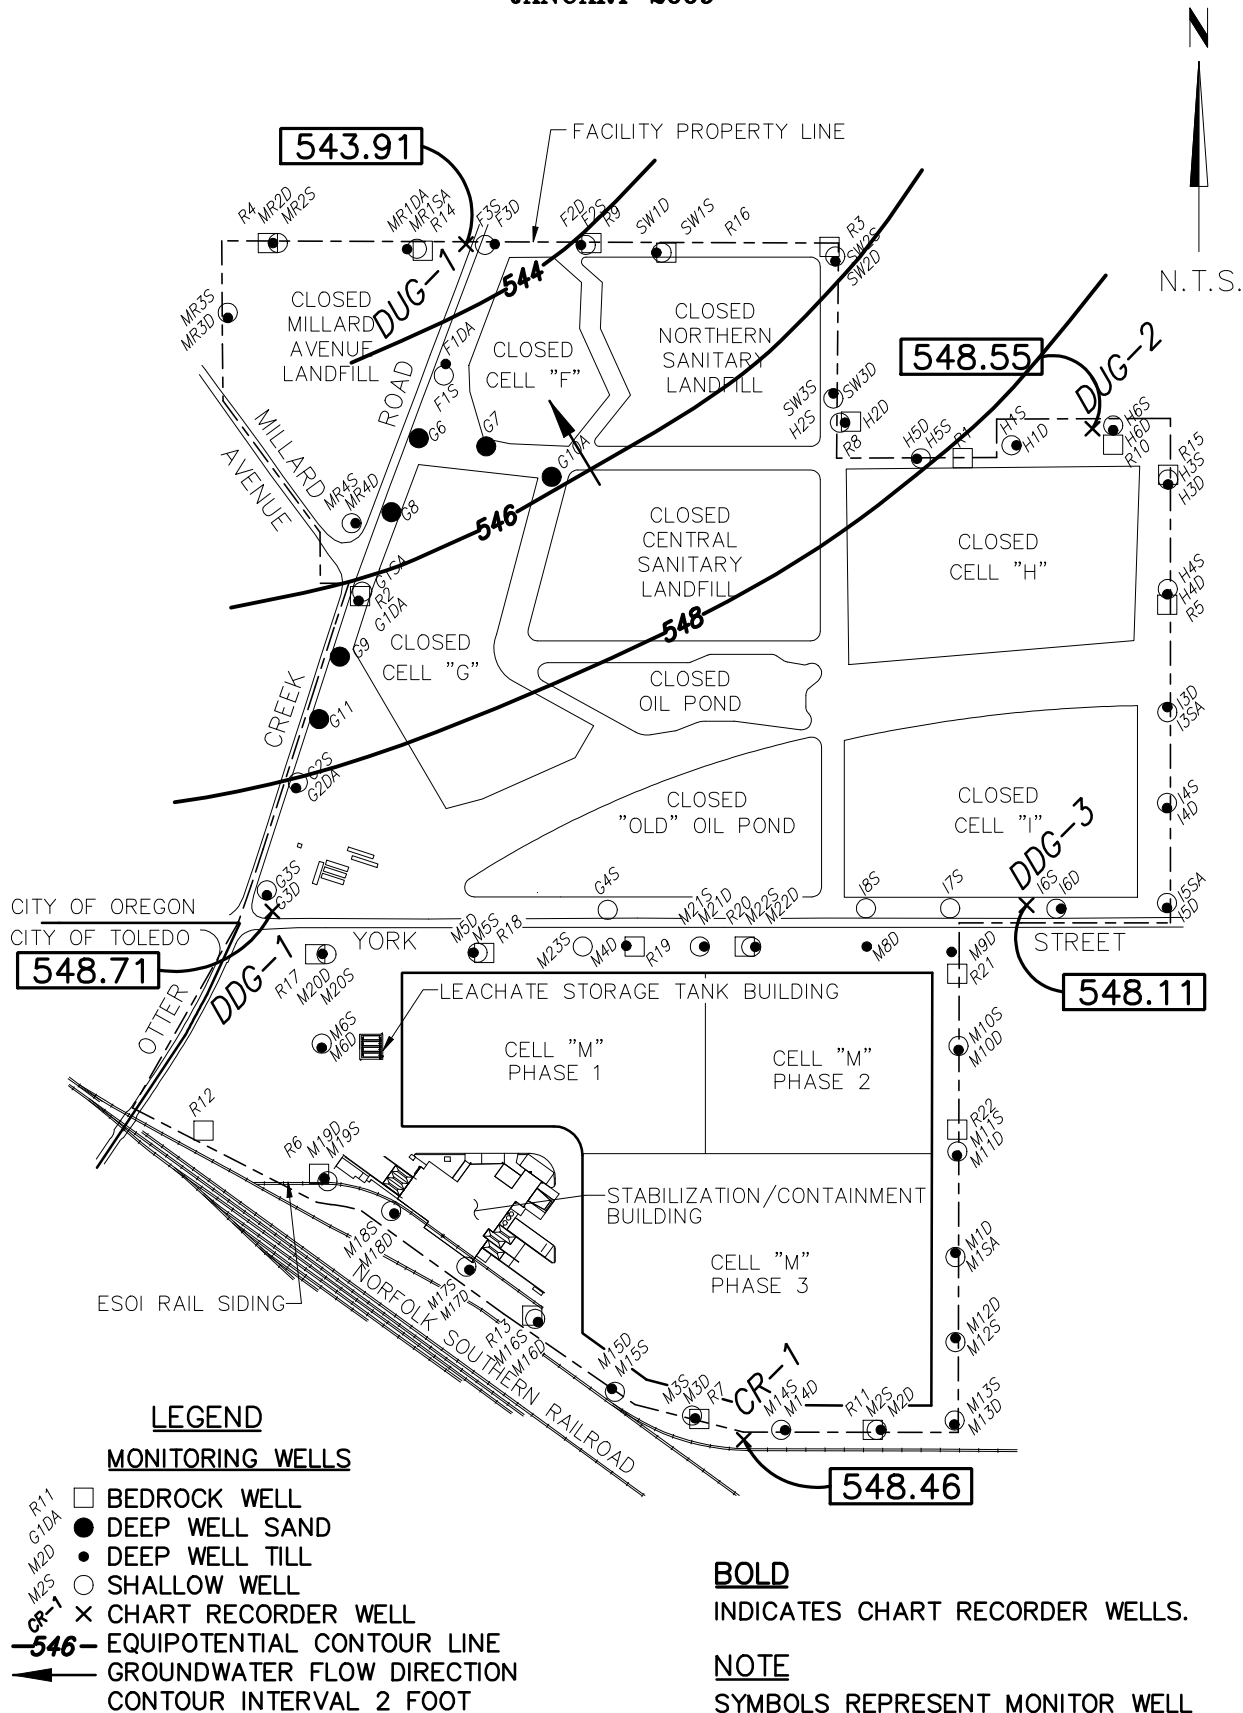 N
N.T.S.
FACILITY PROPERTY LINE
543.91
R4
MR2D
MR2S
MR1DA
MR1SA
R14
F3S
F3D
F2D
F2S
R9
SW1D
SW1S
R16
R3
SW2S
SW2D
DUG-1
544
MR3S
MR3D
CLOSED
MILLARD
AVENUE
LANDFILL
ROAD
F1DA
F1S
CLOSED
CELL "F"
CLOSED
NORTHERN
SANITARY
LANDFILL
548.55
DUG-2
SW3S
SW3D
H2S
H2D
R8
H5D
H5S
R1
H1S
H1D
H6S
H6D
R10
R15
H3S
H3D
MILLARD
AVENUE
G6
G7
G10A
MR4S
MR4D
G8
546
CLOSED
CENTRAL
SANITARY
LANDFILL
CLOSED
CELL "H"
G1SA
R2
G1DA
H4S
H4D
R5
548
CLOSED
CELL "G"
G9
CLOSED
OIL POND
CREEK
G11
I3D
I3SA
G2S
G2DA
CLOSED
"OLD" OIL POND
CLOSED
CELL "I"
I4S
I4D
DDG-3
G3S
G3D
G4S
I8S
I7S
I6S
I6D
I5SA
I5D
CITY OF OREGON
CITY OF TOLEDO
548.71
DDG-1
YORK
STREET
R17
M20D
M20S
M5D
M5S
R18
M23S
M4D
R19
M21S
M21D
R20
M22S
M22D
M8D
M9D
R21
548.11
OTTER
LEACHATE STORAGE TANK BUILDING
M6S
M6D
CELL "M"
PHASE 1
CELL "M"
PHASE 2
M10S
M10D
R12
R6
M19D
M19S
R22
M11S
M11D
STABILIZATION/CONTAINMENT
BUILDING
M18S
M18D
M17S
M17D
CELL "M"
PHASE 3
M1D
M1SA
ESOI RAIL SIDING
NORFOLK SOUTHERN RAILROAD
R13
M16S
M16D
M12D
M12S
M15D
M15S
M3S
M3D
R7
CR-1
M14S
M14D
R11
M2S
M2D
M13S
M13D
548.46
LEGEND
MONITORING WELLS
R11 BEDROCK WELL
G1DA DEEP WELL SAND
M2D DEEP WELL TILL
M2S SHALLOW WELL
CR-1 CHART RECORDER WELL
546 EQUIPOTENTIAL CONTOUR LINE
GROUNDWATER FLOW DIRECTION
CONTOUR INTERVAL 2 FOOT
BOLD
INDICATES CHART RECORDER WELLS.
NOTE
SYMBOLS REPRESENT MONITOR WELL